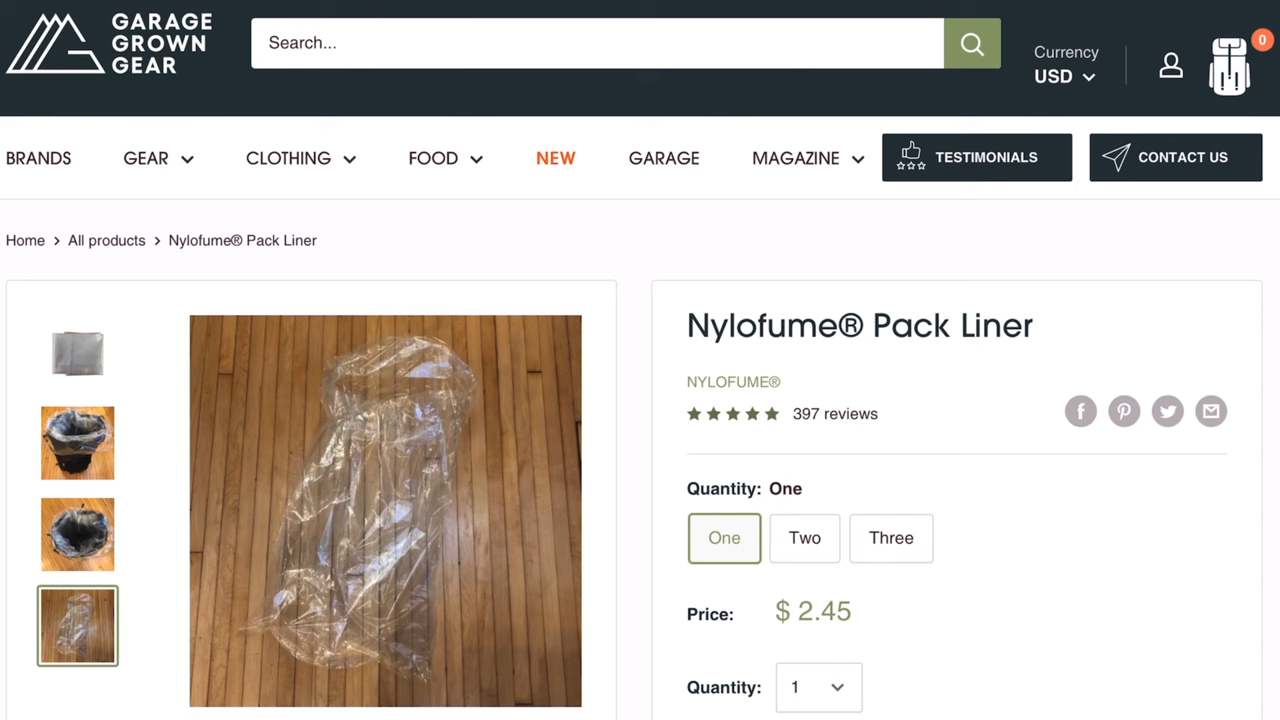 GARAGE
GROWN
GEAR
Search...
Currency
USD
0
BRANDS
GEAR
CLOTHING
FOOD
NEW
GARAGE
MAGAZINE
TESTIMONIALS
CONTACT US
Home > All products > Nylofume® Pack Liner
Nylofume® Pack Liner
NYLOFUME®
397 reviews
Quantity: One
One
Two
Three
Price: $ 2.45
Quantity: 1